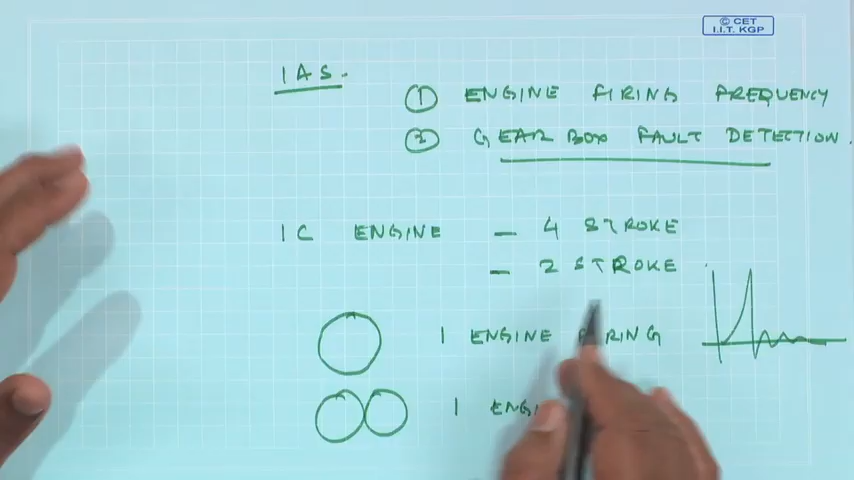 © CET
I.I.T. KGP
IAS.
① ENGINE FIRING FREQUENCY
② GEAR BOX FAULT DETECTION.
IC ENGINE - 4 STROKE
- 2 STROKE
1 ENGINE
1